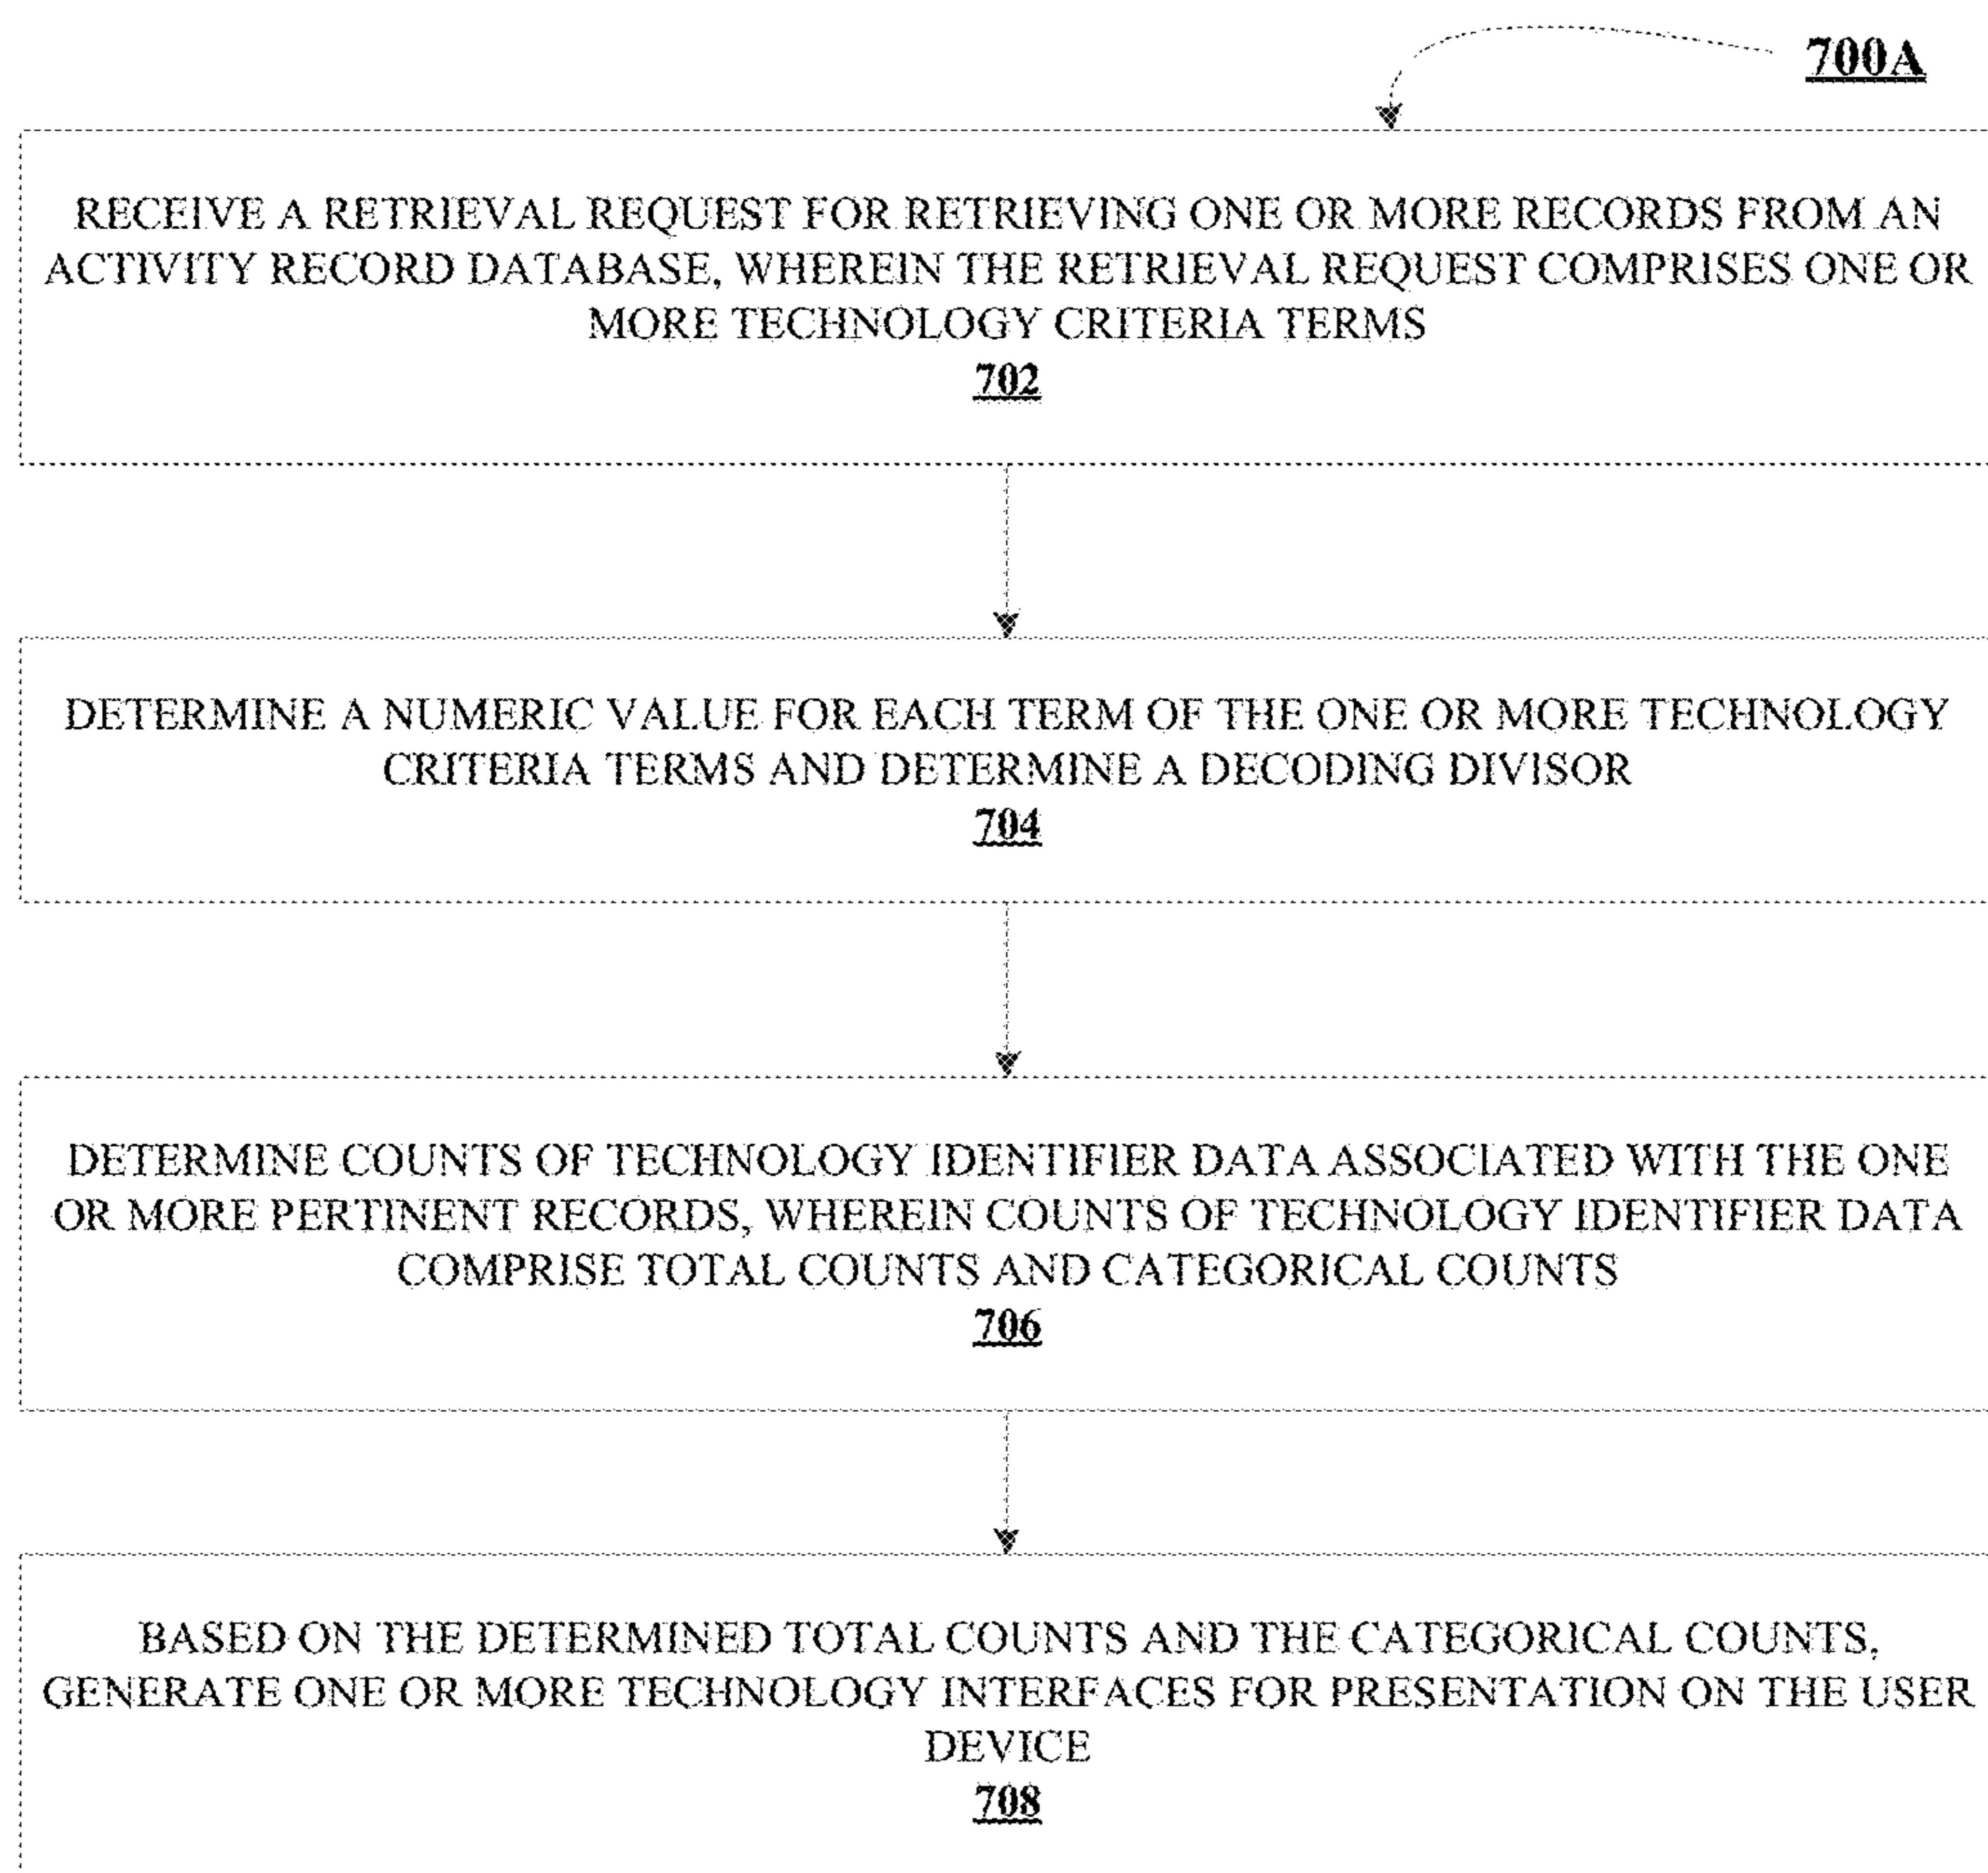 700A
RECEIVE A RETRIEVAL REQUEST FOR RETRIEVING ONE OR MORE RECORDS FROM AN
ACTIVITY RECORD DATABASE, WHEREIN THE RETRIEVAL REQUEST COMPRISES ONE OR
MORE TECHNOLOGY CRITERIA TERMS
702
DETERMINE A NUMERIC VALUE FOR EACH TERM OF THE ONE OR MORE TECHNOLOGY
CRITERIA TERMS AND DETERMINE A DECODING DIVISOR
704
DETERMINE COUNTS OF TECHNOLOGY IDENTIFIER DATA ASSOCIATED WITH THE ONE
OR MORE PERTINENT RECORDS, WHEREIN COUNTS OF TECHNOLOGY IDENTIFIER DATA
COMPRISE TOTAL COUNTS AND CATEGORICAL COUNTS
706
BASED ON THE DETERMINED TOTAL COUNTS AND THE CATEGORICAL COUNTS,
GENERATE ONE OR MORE TECHNOLOGY INTERFACES FOR PRESENTATION ON THE USER
DEVICE
708